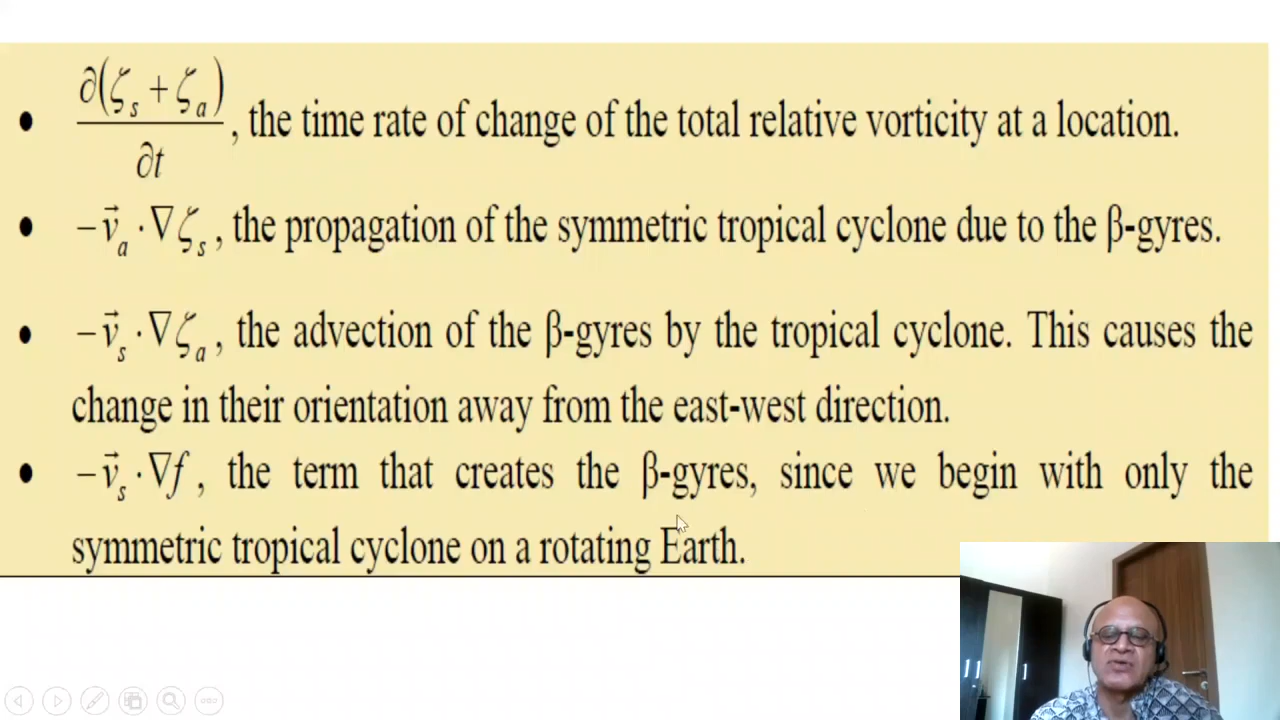 • ∂(ζₛ + ζₐ)/∂t, the time rate of change of the total relative vorticity at a location.
• −v⃗ₐ · ∇ζₛ, the propagation of the symmetric tropical cyclone due to the β-gyres.
• −v⃗ₛ · ∇ζₐ, the advection of the β-gyres by the tropical cyclone. This causes the
change in their orientation away from the east-west direction.
• −v⃗ₛ · ∇f, the term that creates the β-gyres, since we begin with only the
symmetric tropical cyclone on a rotating Earth.